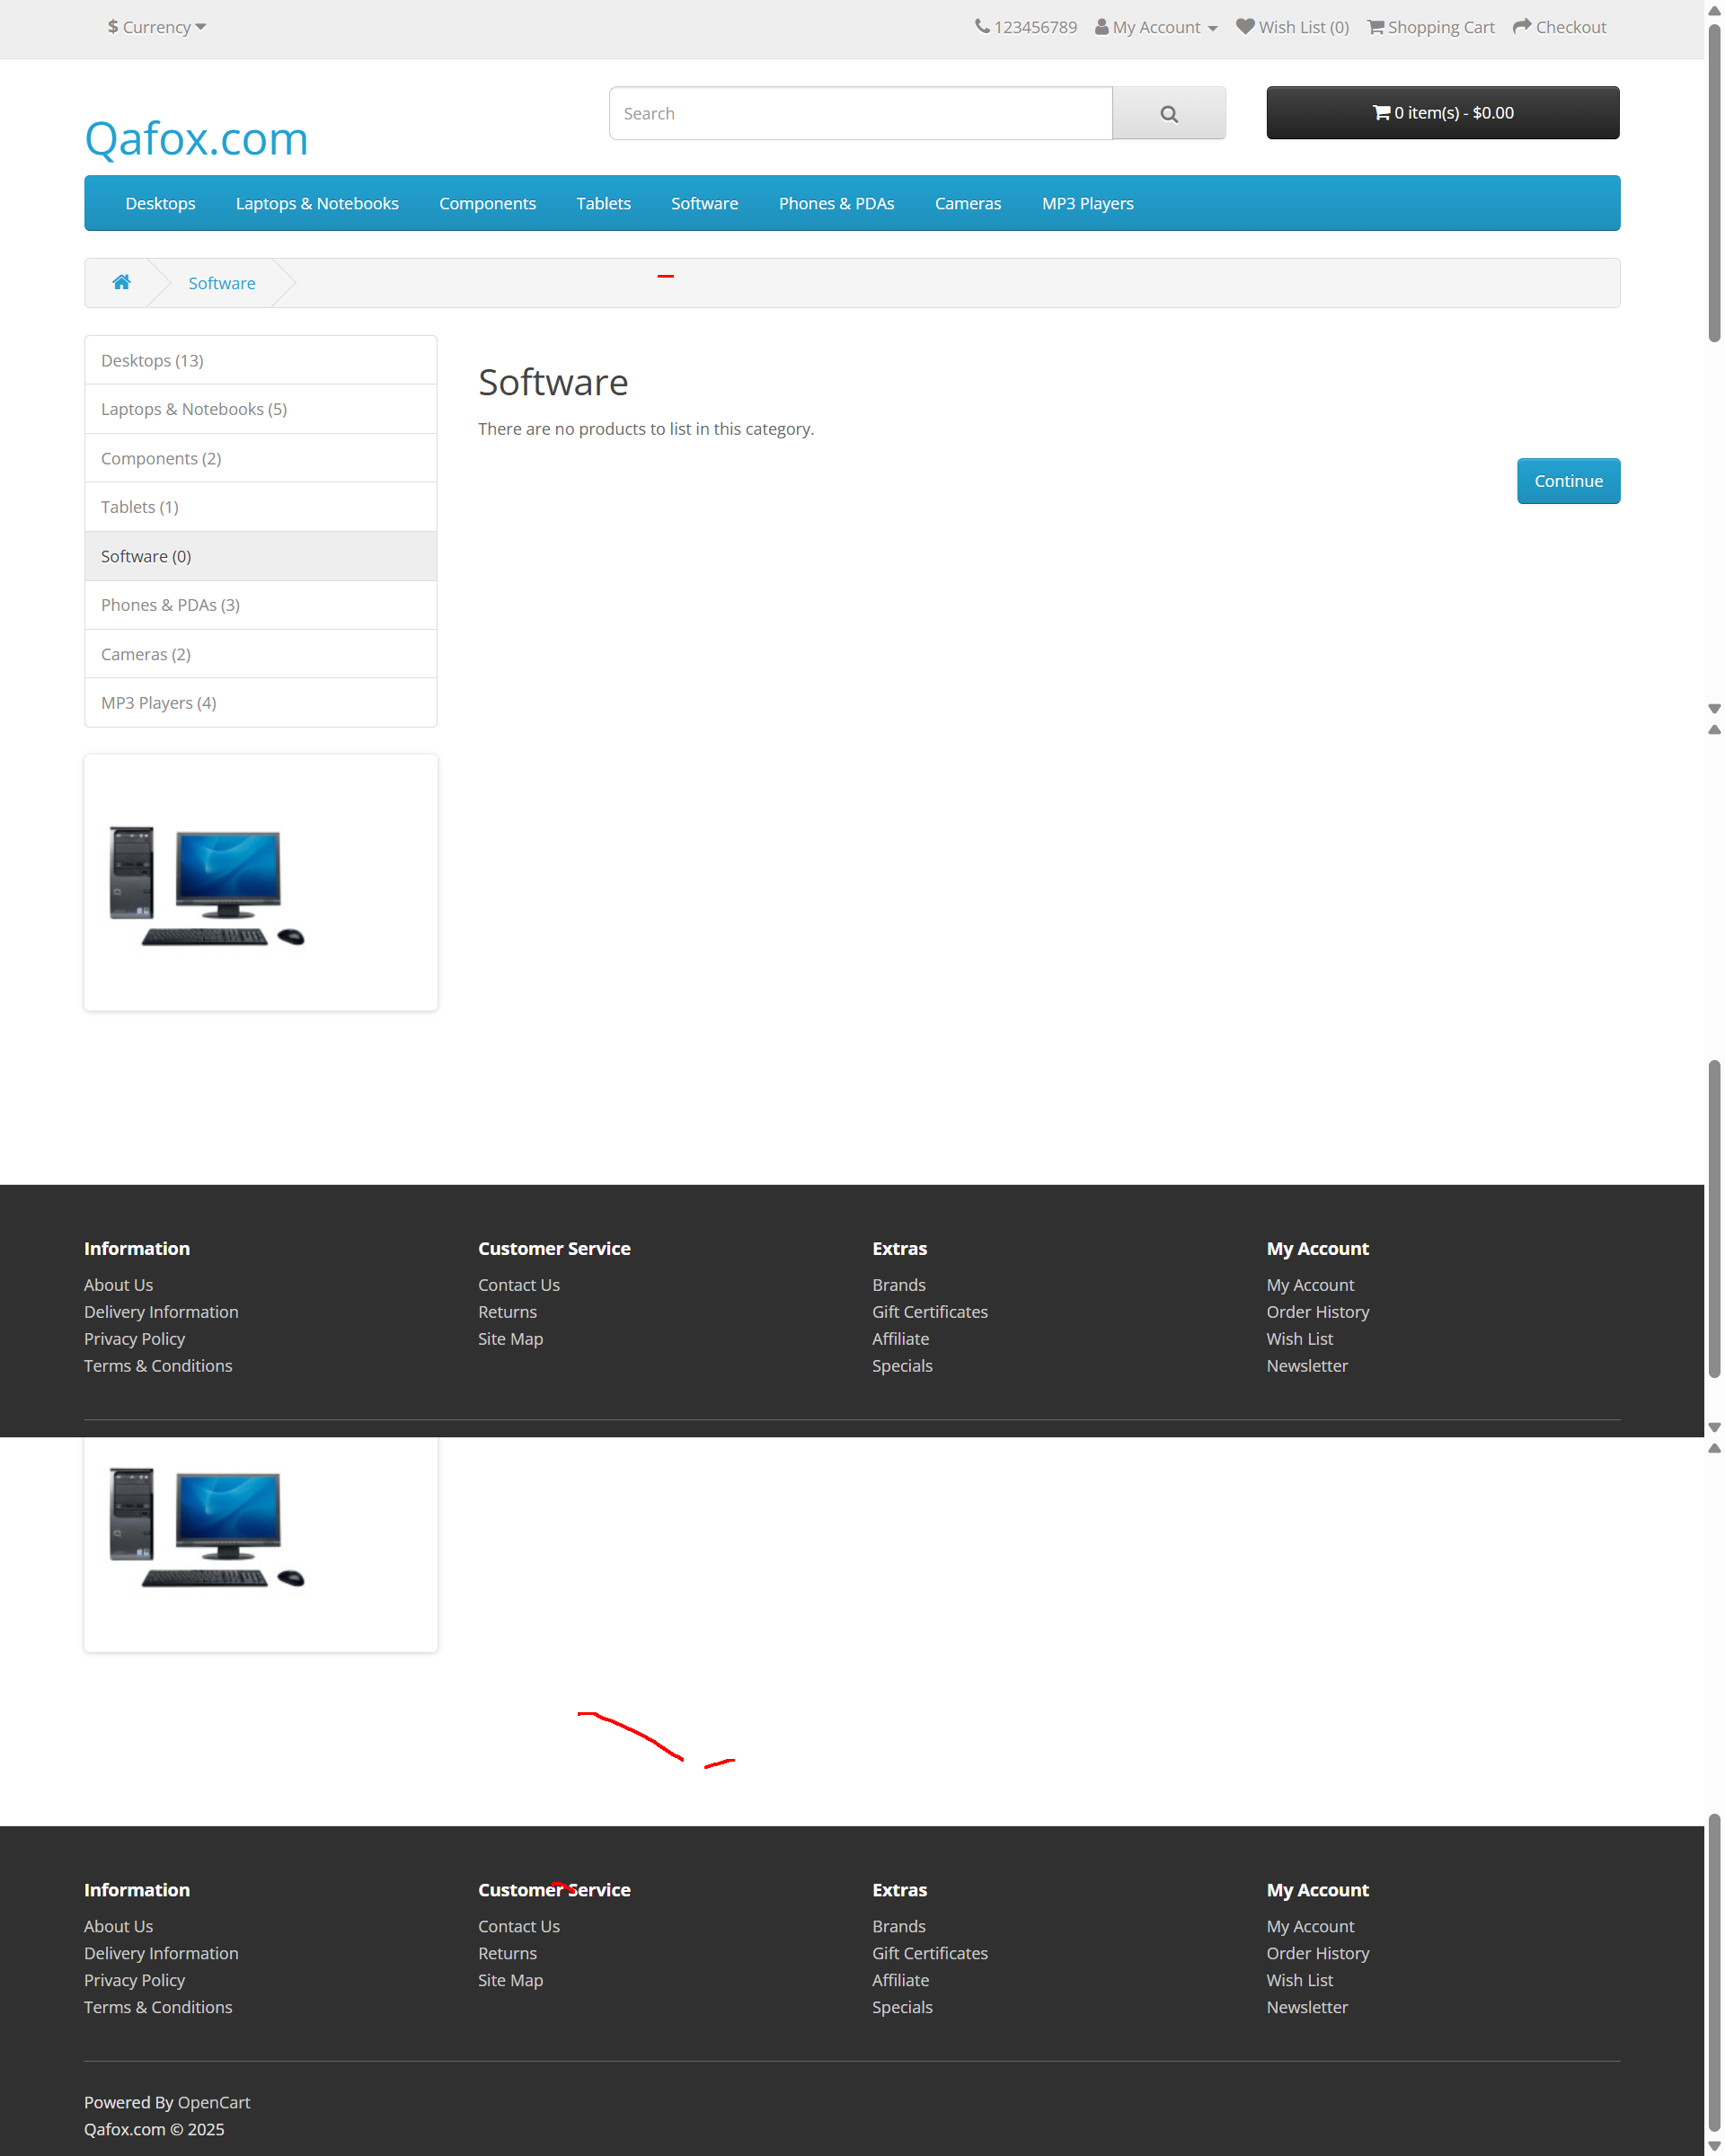 $ Currency
123456789 My Account Wish List (0) Shopping Cart Checkout
Qafox.com
Search
0 item(s) - $0.00
Desktops Laptops & Notebooks Components Tablets Software Phones & PDAs Cameras MP3 Players
Software
Desktops (13)
Laptops & Notebooks (5)
Components (2)
Tablets (1)
Software (0)
Phones & PDAs (3)
Cameras (2)
MP3 Players (4)
Software
There are no products to list in this category.
Continue
Information
About Us
Delivery Information
Privacy Policy
Terms & Conditions
Customer Service
Contact Us
Returns
Site Map
Extras
Brands
Gift Certificates
Affiliate
Specials
My Account
My Account
Order History
Wish List
Newsletter
Information
About Us
Delivery Information
Privacy Policy
Terms & Conditions
Customer Service
Contact Us
Returns
Site Map
Extras
Brands
Gift Certificates
Affiliate
Specials
My Account
My Account
Order History
Wish List
Newsletter
Powered By OpenCart
Qafox.com © 2025